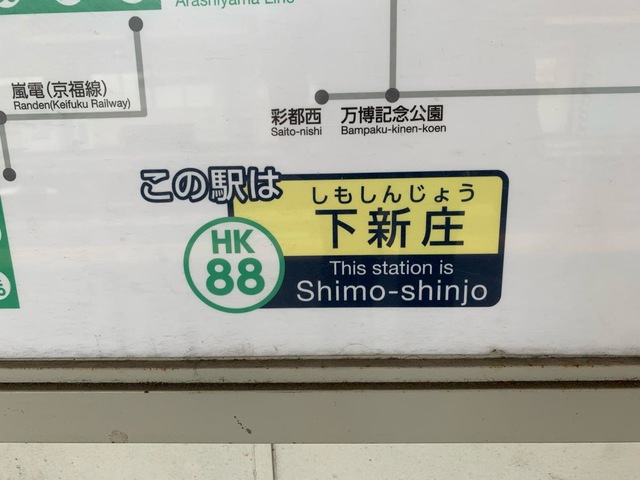 Arashiyama Line
嵐電(京福線)
Randen(Keifuku Railway)
彩都西
Saito-nishi
万博記念公園
Bampaku-kinen-koen
この駅は
しもしんじょう
下新庄
HK
88
This station is
Shimo-shinjo